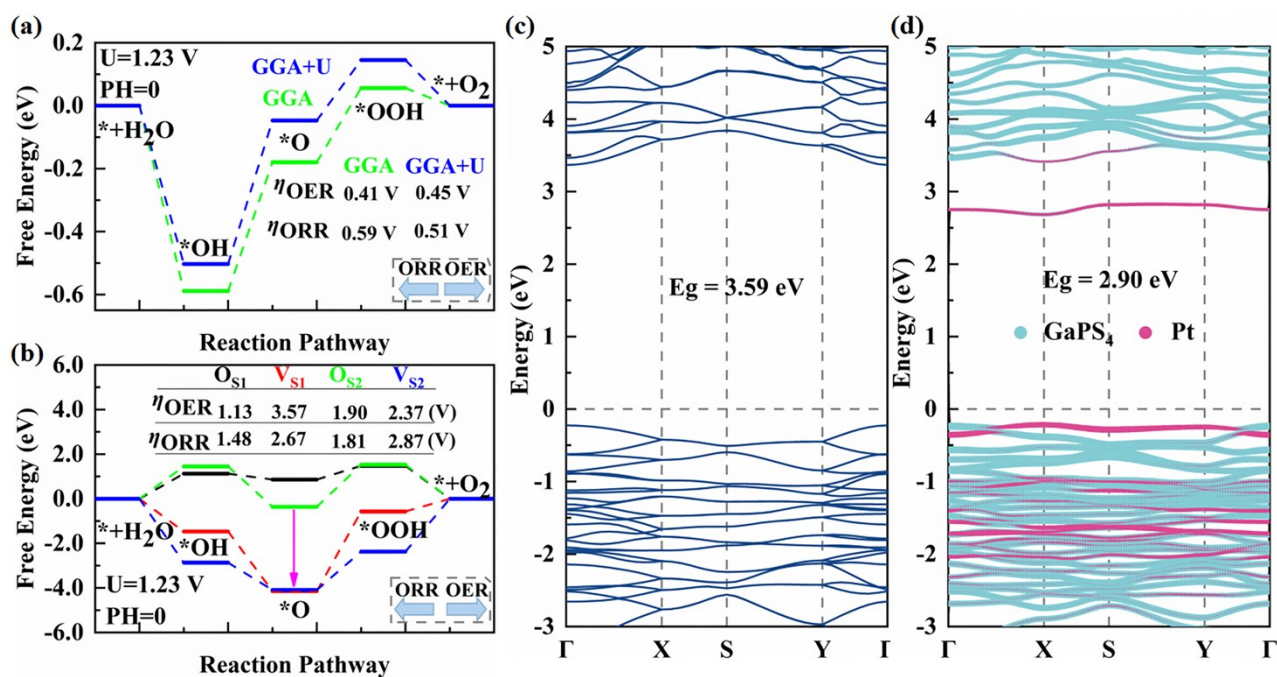 (a)
0.2
0.0
-0.2
-0.4
-0.6
Free Energy (eV)
U=1.23 V
PH=0
*+H₂O
*OH
*O
*OOH
*+O₂
GGA+U
GGA
GGA GGA+U
ηOER 0.41 V 0.45 V
ηORR 0.59 V 0.51 V
ORR OER
Reaction Pathway
(b)
6.0
4.0
2.0
0.0
-2.0
-4.0
-6.0
Free Energy (eV)
OS1 VS1 OS2 VS2
ηOER 1.13 3.57 1.90 2.37 (V)
ηORR 1.48 2.67 1.81 2.87 (V)
*+H₂O
*OH
*O
*OOH
*+O₂
U=1.23 V
PH=0
ORR OER
Reaction Pathway
(c)
5
4
3
2
1
0
-1
-2
-3
Energy (eV)
Eg = 3.59 eV
Γ X S Y Γ
(d)
5
4
3
2
1
0
-1
-2
-3
Energy (eV)
Eg = 2.90 eV
GaPS₄ Pt
Γ X S Y Γ